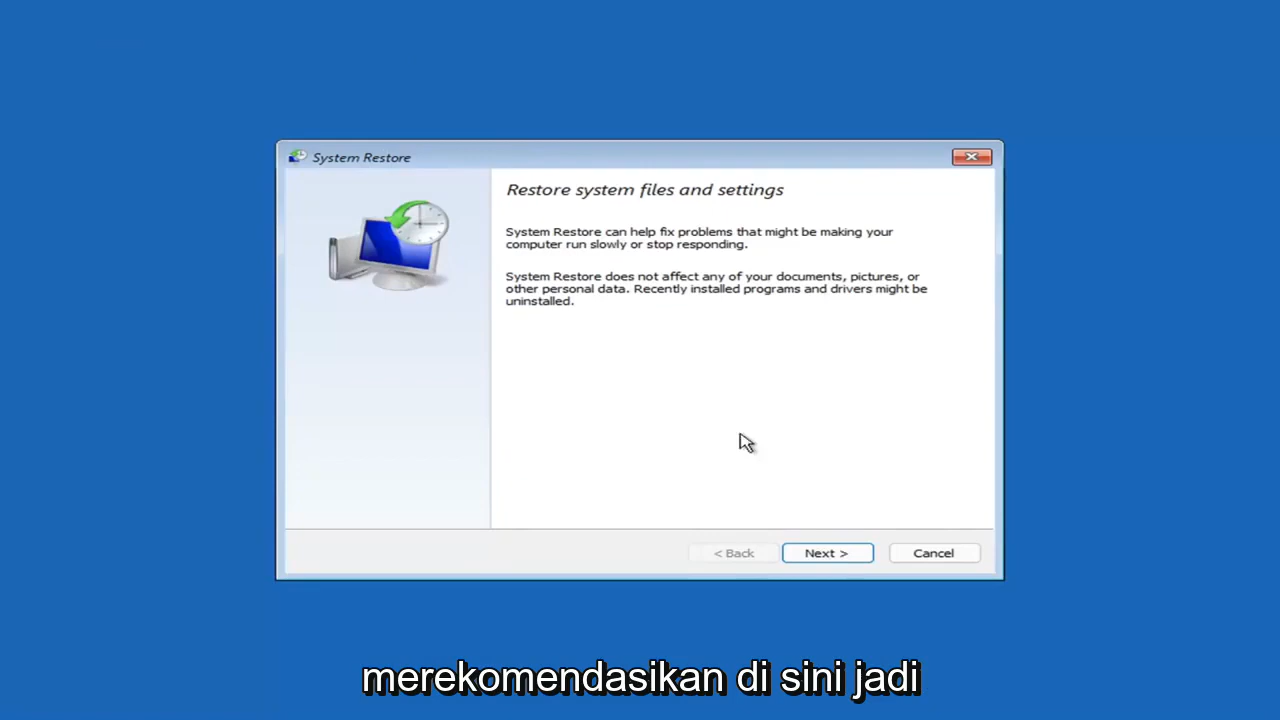 System Restore
Restore system files and settings
System Restore can help fix problems that might be making your
computer run slowly or stop responding.
System Restore does not affect any of your documents, pictures, or
other personal data. Recently installed programs and drivers might be
uninstalled.
< Back
Next >
Cancel
merekomendasikan di sini jadi